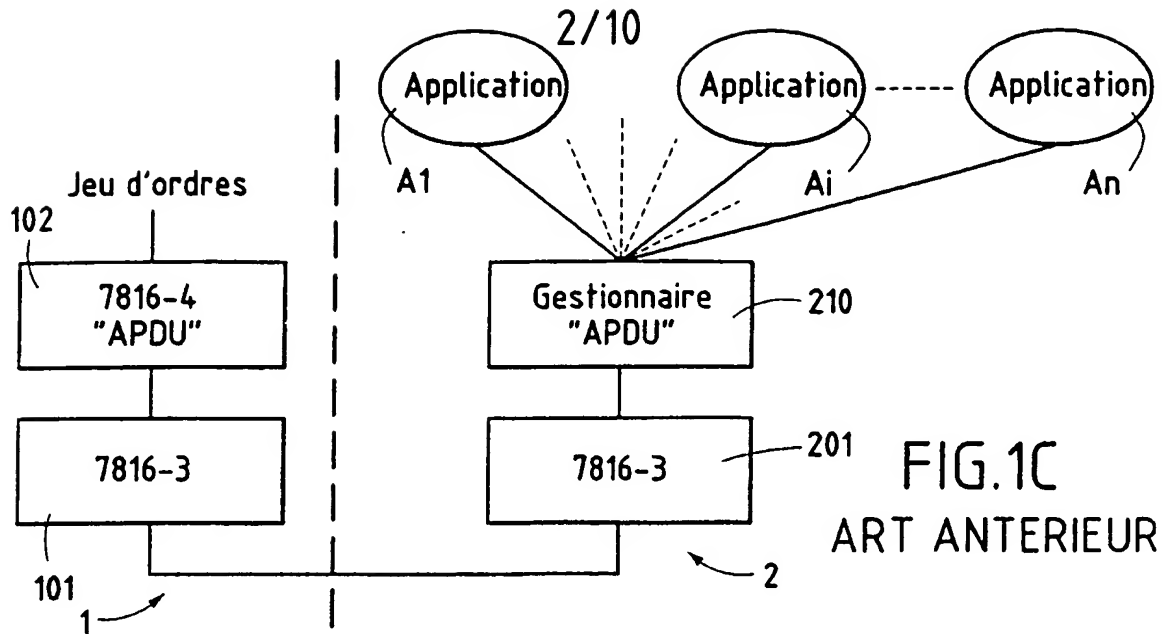 2/10
Application
Application
Application
A1
Ai
An
Jeu d'ordres
102
7816-4
"APDU"
Gestionnaire
"APDU"
210
7816-3
101
7816-3
201
1
2
FIG.1C
ART ANTERIEUR